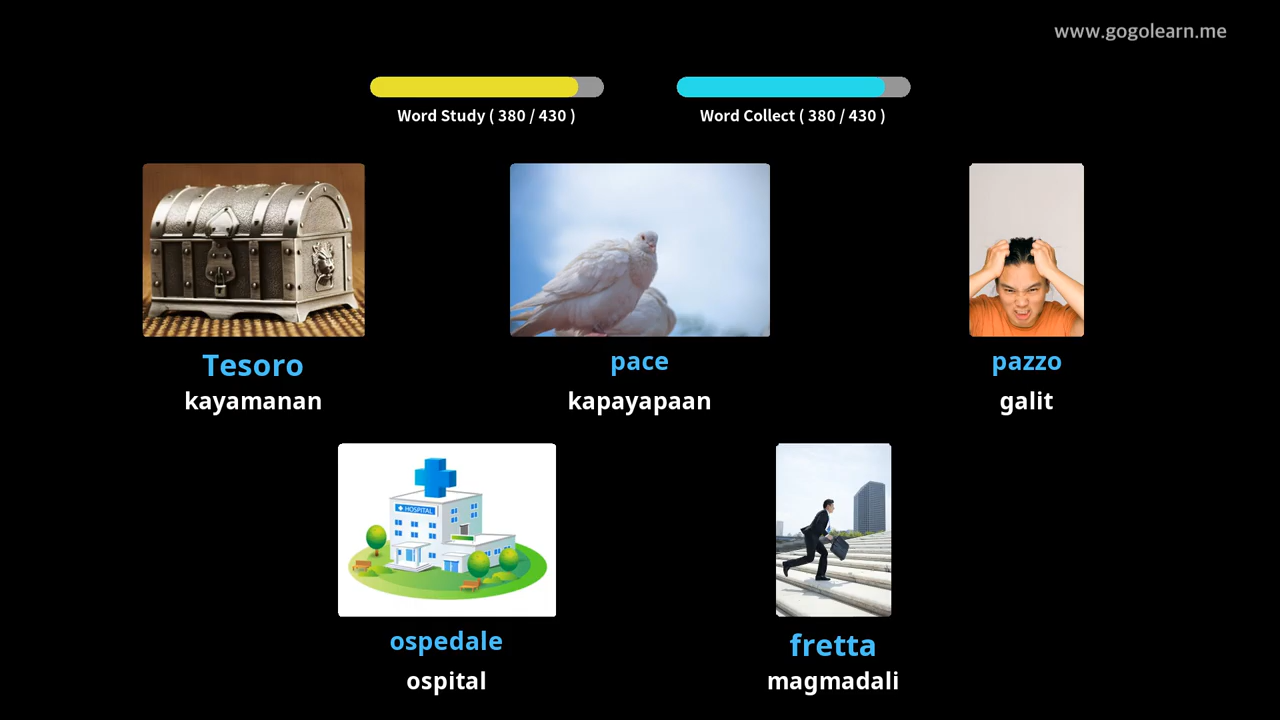 www.gogolearn.me
Word Study ( 380 / 430 )
Word Collect ( 380 / 430 )
Tesoro
kayamanan
pace
kapayapaan
pazzo
galit
HOSPITAL
ospedale
ospital
fretta
magmadali